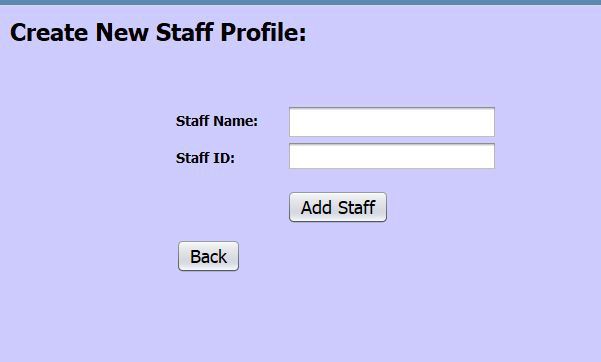 Create New Staff Profile:
Staff Name:
Staff ID:
Add Staff
Back